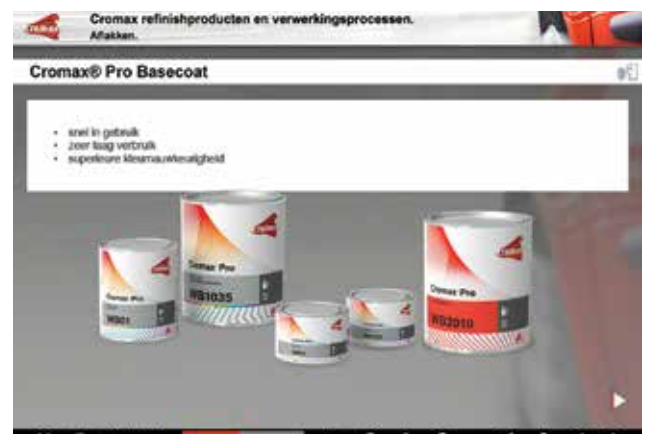 Cromax refinishproducten en verwerkingsprocessen.
Aflakken.
Cromax® Pro Basecoat
• snel in gebruik
• zeer laag verbruik
• superieure kleurnauwkeurigheid
Cromax Pro
WB1035
Cromax Pro
WB01
Cromax Pro
WB2010